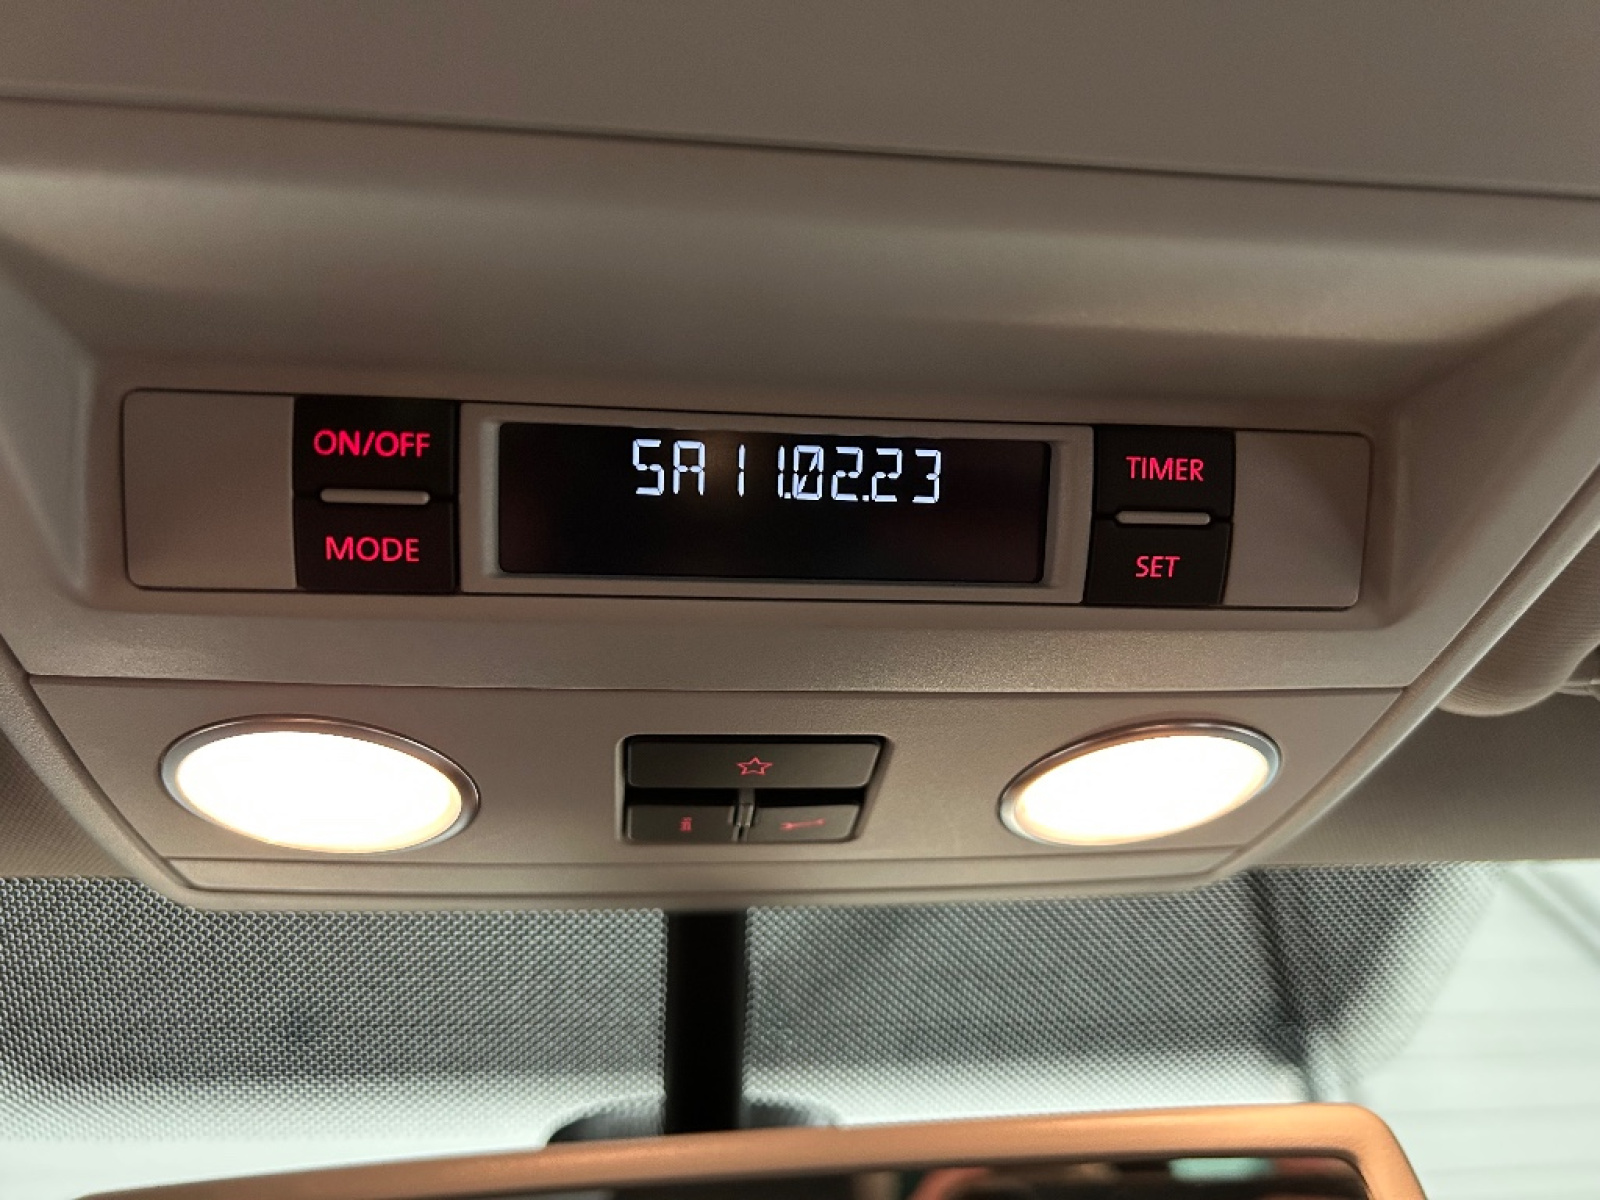 ON/OFF
MODE
SA 11.02.23
TIMER
SET
i